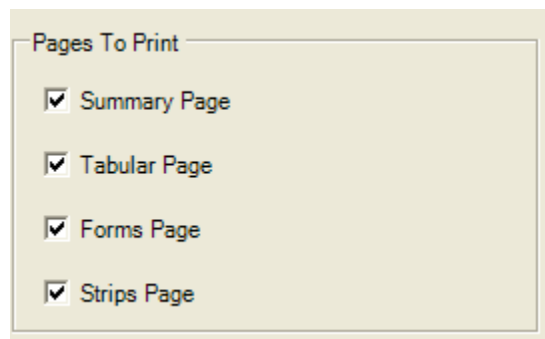 Pages To Print
Summary Page
Tabular Page
Forms Page
Strips Page